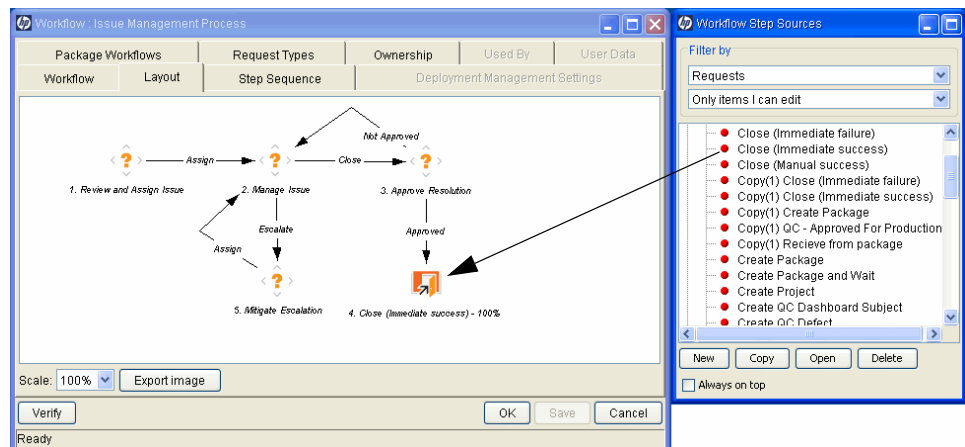 Workflow : Issue Management Process
Package Workflows Request Types Ownership Used By User Data
Workflow Layout Step Sequence Deployment Management Settings
Not Approved
Assign Close
1. Review and Assign Issue 2. Manage Issue 3. Approve Resolution
Escalate Approved
Assign
5. Mitigate Escalation 4. Close (Immediate success) - 100%
Scale: 100% Export image
Verify OK Save Cancel
Ready
hp Workflow Step Sources
Filter by
Requests
Only items I can edit
Close (Immediate failure)
Close (Immediate success)
Close (Manual success)
Copy(1) Close (Immediate failure)
Copy(1) Close (Immediate success)
Copy(1) Create Package
Copy(1) QC - Approved For Production
Copy(1) Recieve from package
Create Package
Create Package and Wait
Create Project
Create QC Dashboard Subject
Create QC Defect
New Copy Open Delete
Always on top